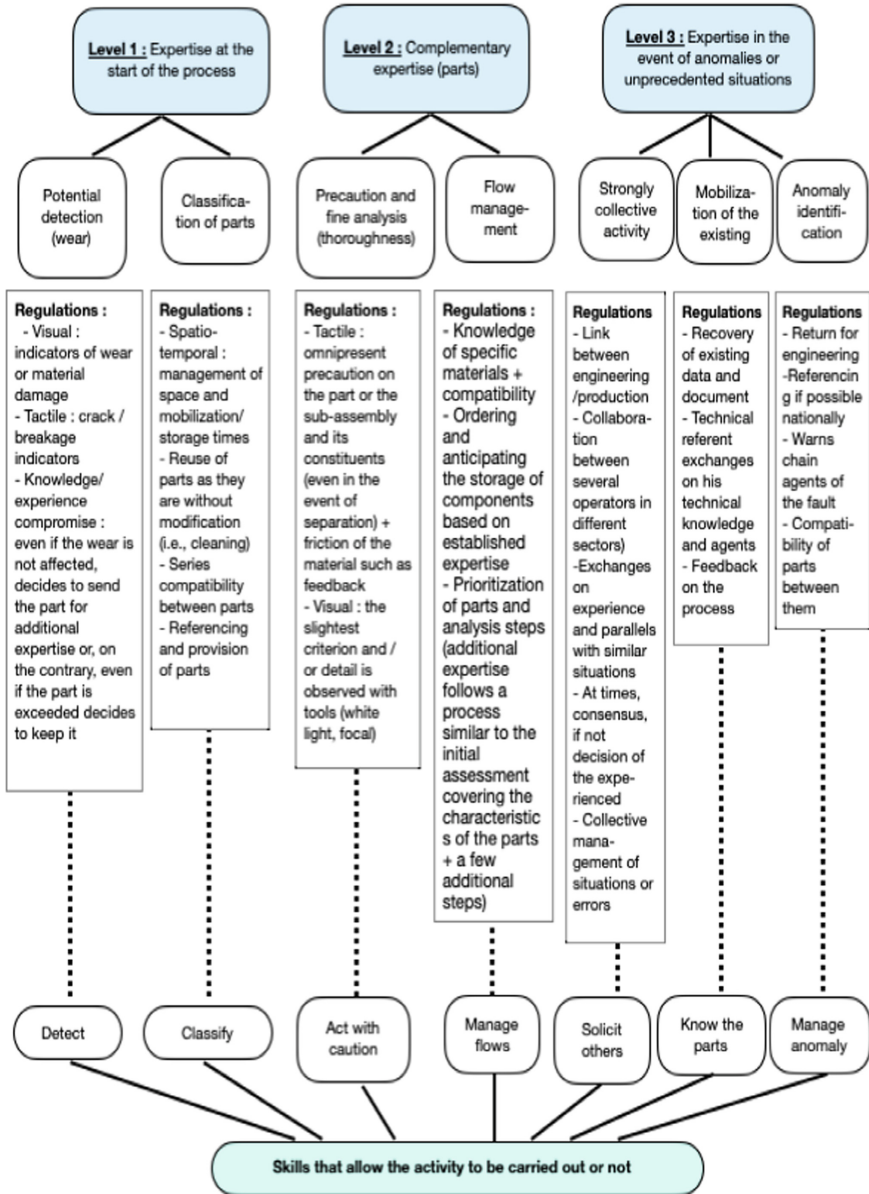 Level 1 : Expertise at the
start of the process
Level 2 : Complementary
expertise (parts)
Level 3 : Expertise in the
event of anomalies or
unprecedented situations
Potential
detection
(wear)
Classifica-
tion of parts
Precaution and
fine analysis
(thoroughness)
Flow
manage-
ment
Strongly
collective
activity
Mobiliza-
tion of the
existing
Anomaly
identifi-
cation
Regulations :
- Visual :
indicators of wear
or material
damage
- Tactile : crack /
breakage
indicators
- Knowledge/
experience
compromise :
even if the wear is
not affected,
decides to send
the part for
additional
expertise or, on
the contrary, even
if the part is
exceeded decides
to keep it
Regulations :
- Spatio-
temporal :
management of
space and
mobilization/
storage times
- Reuse of
parts as they
are without
modification
(i.e., cleaning)
- Series
compatibility
between parts
- Referencing
and provision
of parts
Regulations :
- Tactile :
omnipresent
precaution on
the part or the
sub-assembly
and its
constituents
(even in the
event of
separation) +
friction of the
material such as
feedback
- Visual : the
slightest
criterion and /
or detail is
observed with
tools (white
light, focal)
Regulations :
- Knowledge
of specific
materials +
compatibility
- Ordering
and
anticipating
the storage of
components
based on
established
expertise
- Prioritization
of parts and
analysis steps
(additional
expertise
follows a
process
similar to the
initial
assessment
covering the
characteristic
s of the parts
+ a few
additional
steps)
Regulations
- Link
between
engineering
/production
- Collabora-
tion
between
several
operators in
different
sectors)
-Exchanges
on
experience
and parallels
with similar
situations
- At times,
consensus,
if not
decision of
the expe-
rienced
- Collective
mana-
gement of
situations or
errors
Regulations :
- Recovery
of existing
data and
document
- Technical
referent
exchanges
on his
technical
knowledge
and agents
- Feedback
on the
process
Regulations :
- Return for
engineering
-Referencin
g if possible
nationally
- Warns
chain
agents of
the fault
- Compati-
bility of
parts
between
them
Detect
Classify
Act with
caution
Manage
flows
Solicit
others
Know the
parts
Manage
anomaly
Skills that allow the activity to be carried out or not